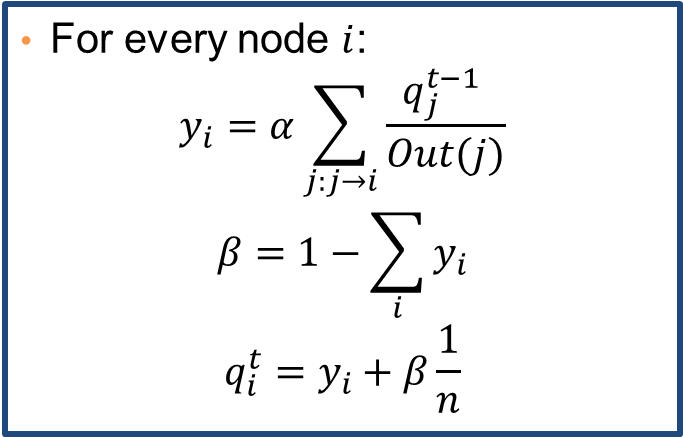 • For every node i:
y_i = α ∑_{j:j→i} q_j^{t−1} / Out(j)
β = 1 − ∑_i y_i
q_i^t = y_i + β 1/n